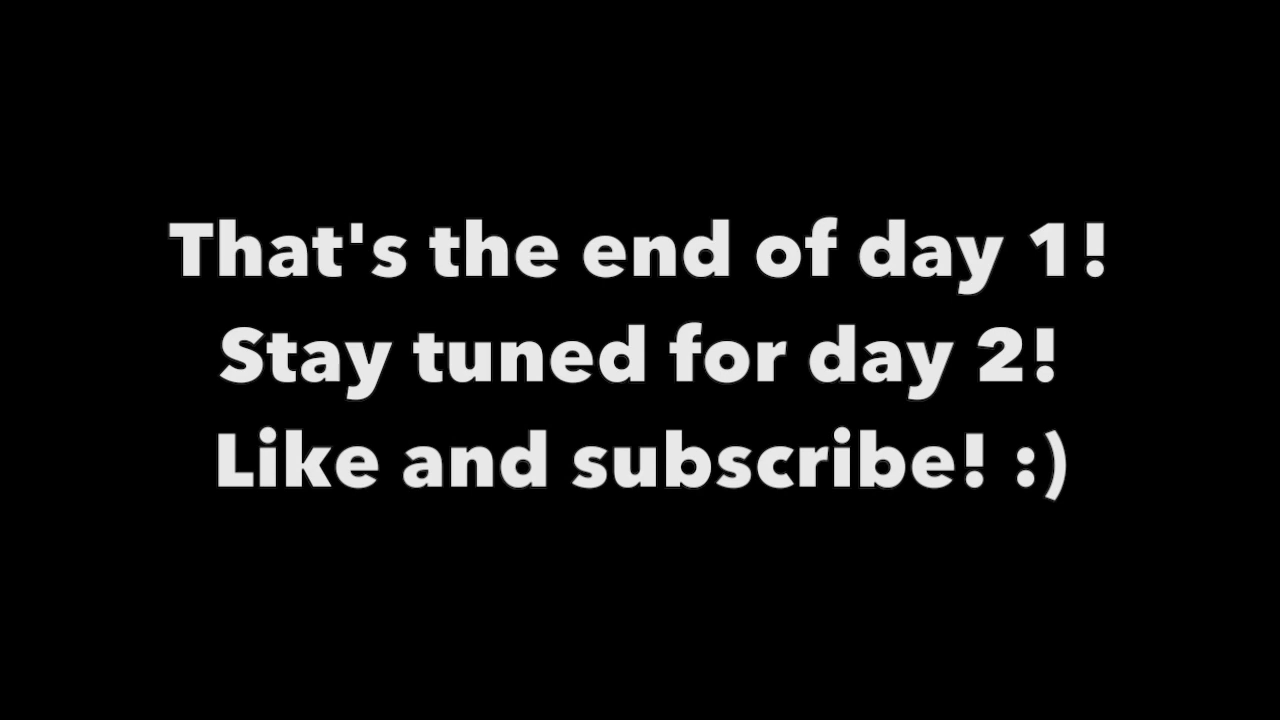 That's the end of day 1!
Stay tuned for day 2!
Like and subscribe! :)